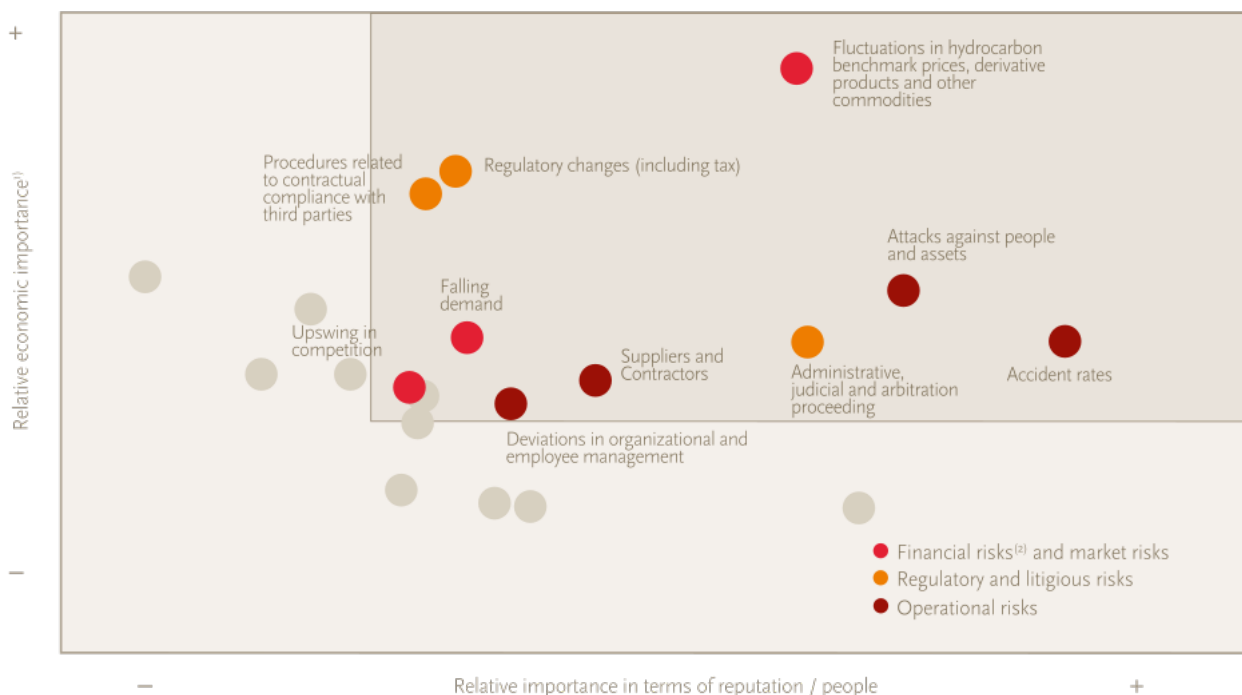 +
Fluctuations in hydrocarbon
benchmark prices, derivative
products and other
commodities
Procedures related
to contractual
compliance with
third parties
Regulatory changes (including tax)
Attacks against people
and assets
Falling
demand
Upswing in
competition
Suppliers and
Contractors
Administrative,
judicial and arbitration
proceeding
Accident rates
Deviations in organizational and
employee management
Relative economic importance¹⁾
–
Financial risks⁽²⁾ and market risks
Regulatory and litigious risks
Operational risks
–
Relative importance in terms of reputation / people
+